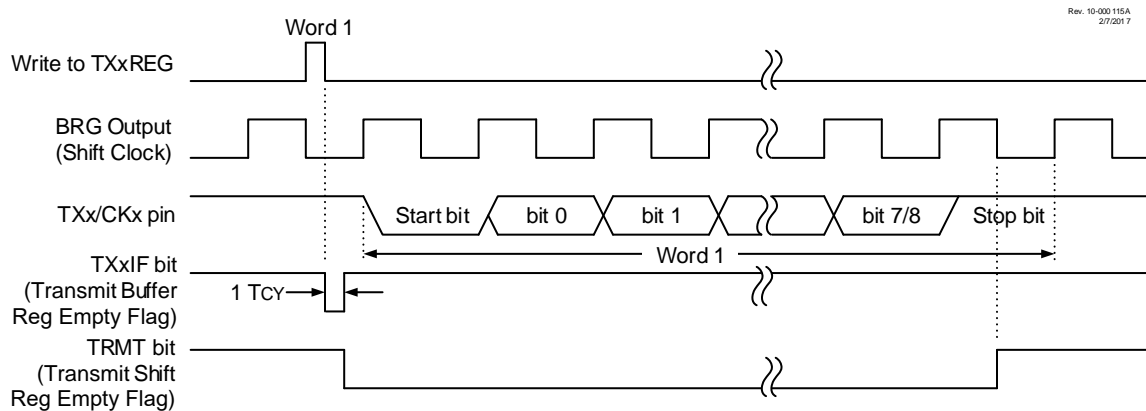 Rev. 10-000 115A
2/7/201 7
Word 1
Write to TXxREG
BRG Output
(Shift Clock)
TXx/CKx pin
Start bit
bit 0
bit 1
bit 7/8
Stop bit
Word 1
TXxIF bit
(Transmit Buffer
Reg Empty Flag)
1 TCY
TRMT bit
(Transmit Shift
Reg Empty Flag)